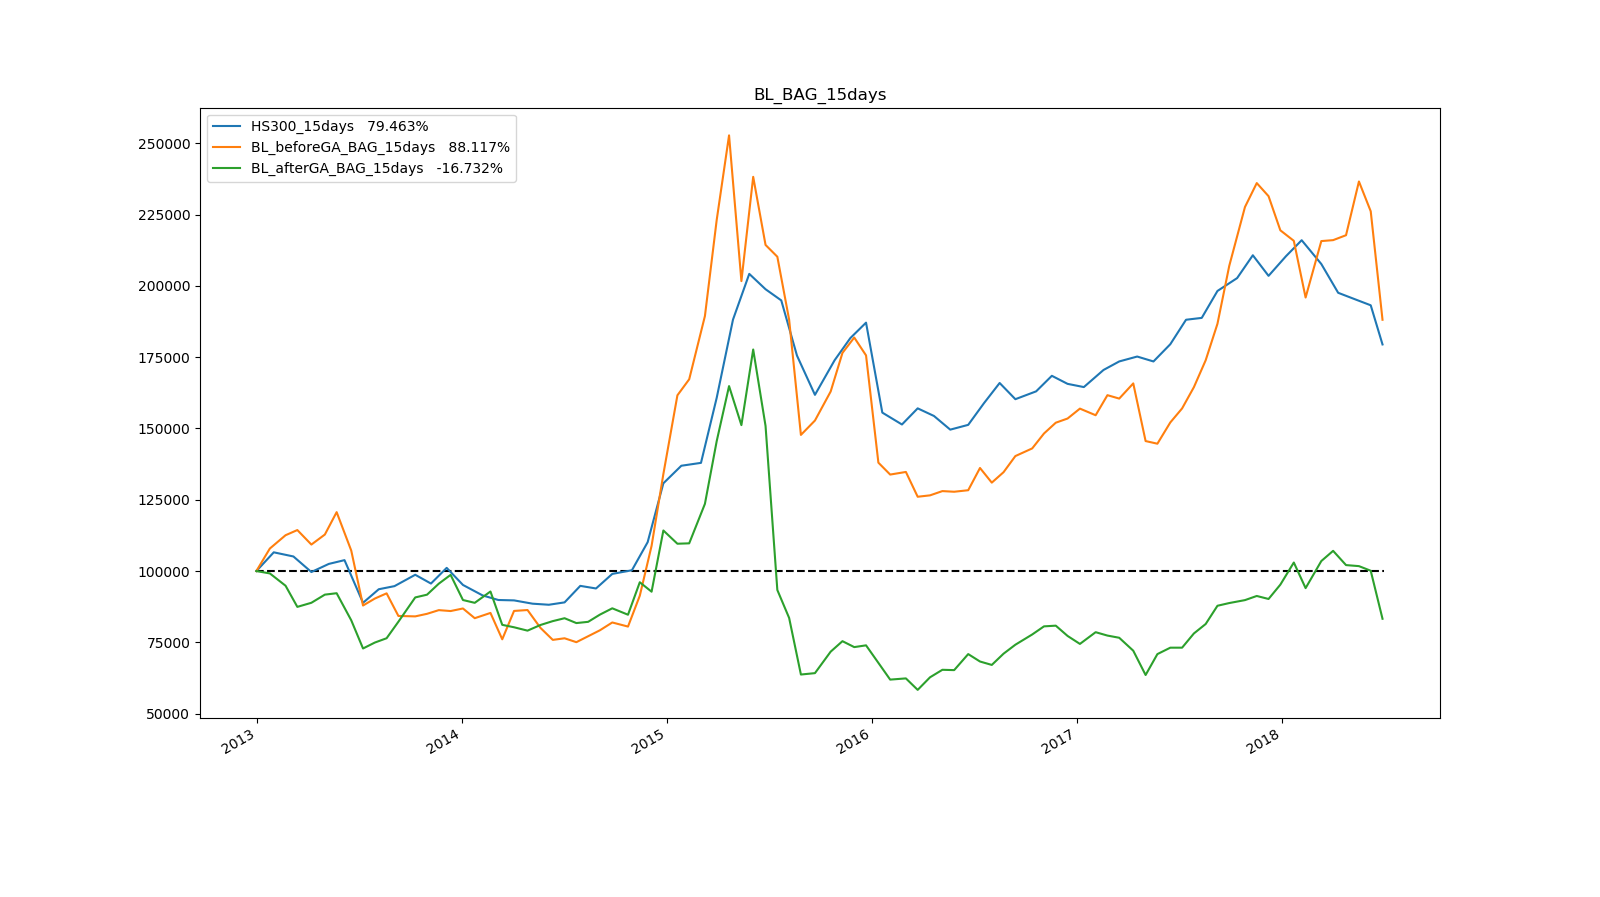 BL_BAG_15days
HS300_15days 79.463%
BL_beforeGA_BAG_15days 88.117%
BL_afterGA_BAG_15days -16.732%
250000
225000
200000
175000
150000
125000
100000
75000
50000
2013 2014 2015 2016 2017 2018